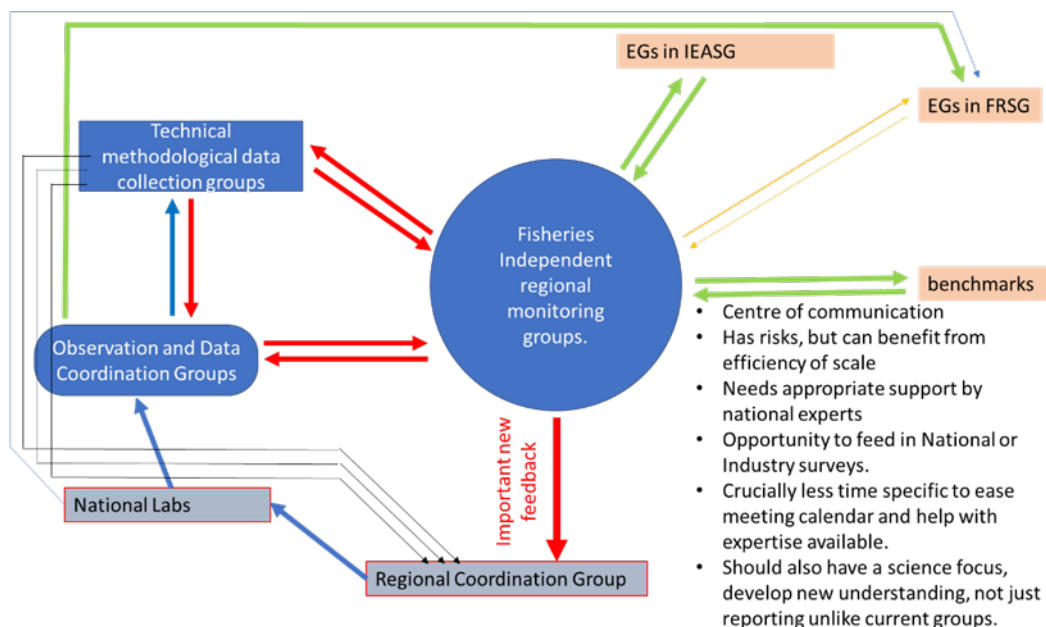 EGs in IEASG
EGs in FRSG
Technical
methodological data
collection groups
Fisheries
Independent
regional
monitoring
groups.
benchmarks
Observation and Data
Coordination Groups
• Centre of communication
• Has risks, but can benefit from
efficiency of scale
• Needs appropriate support by
national experts
• Opportunity to feed in National or
Industry surveys.
• Crucially less time specific to ease
meeting calendar and help with
expertise available.
• Should also have a science focus,
develop new understanding, not just
reporting unlike current groups.
Important new
feedback
National Labs
Regional Coordination Group